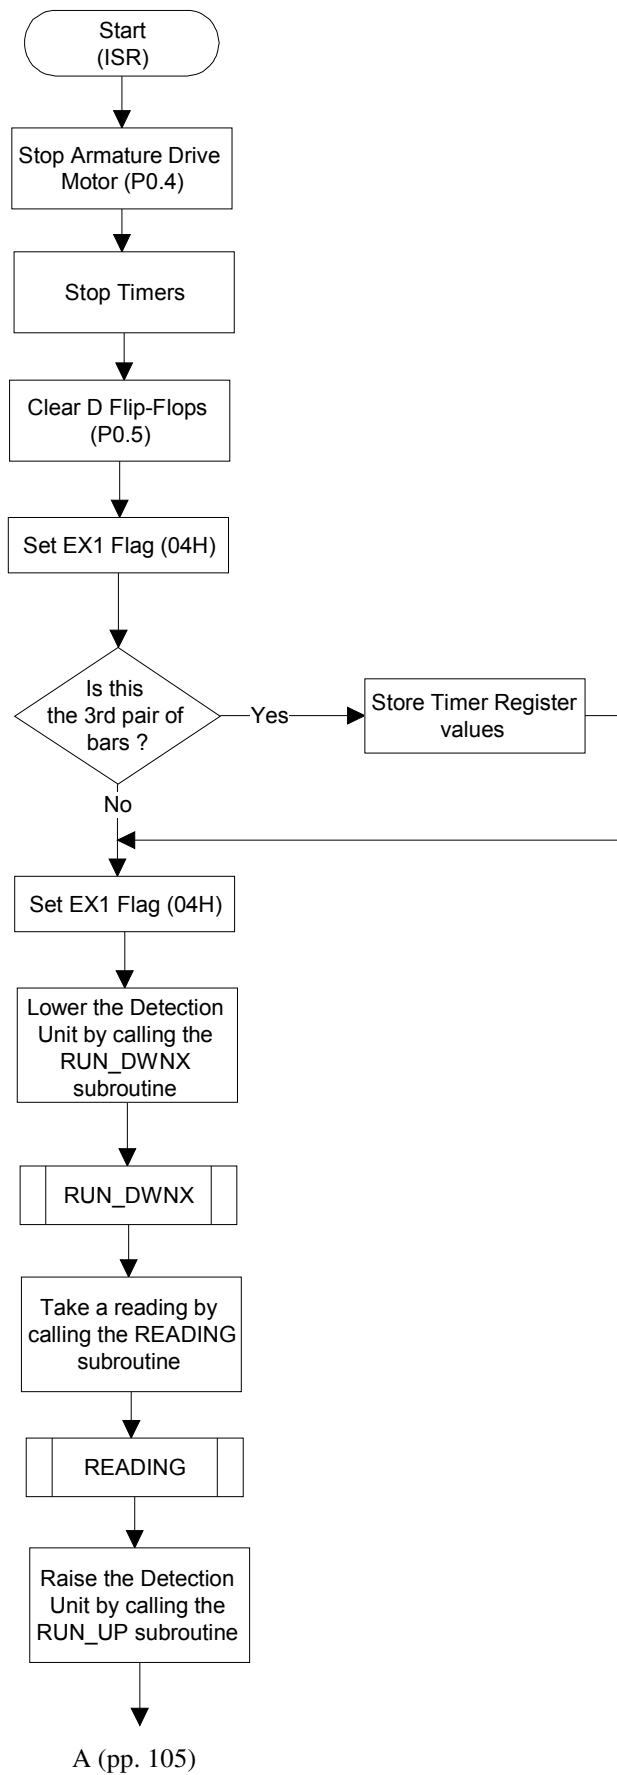 Start
(ISR)
Stop Armature Drive
Motor (P0.4)
Stop Timers
Clear D Flip-Flops
(P0.5)
Set EX1 Flag (04H)
Is this
the 3rd pair of
bars ?
Yes
Store Timer Register
values
No
Set EX1 Flag (04H)
Lower the Detection
Unit by calling the
RUN_DWNX
subroutine
RUN_DWNX
Take a reading by
calling the READING
subroutine
READING
Raise the Detection
Unit by calling the
RUN_UP subroutine
A (pp. 105)